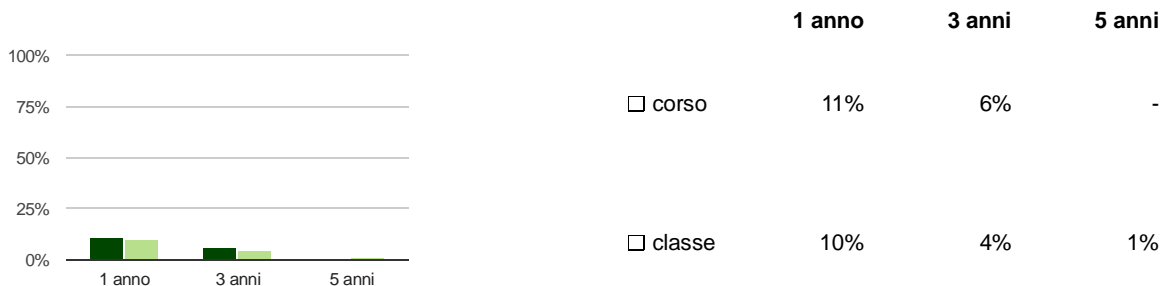 100%
75%
50%
25%
0%
1 anno 3 anni 5 anni
1 anno 3 anni 5 anni
corso 11% 6% -
classe 10% 4% 1%